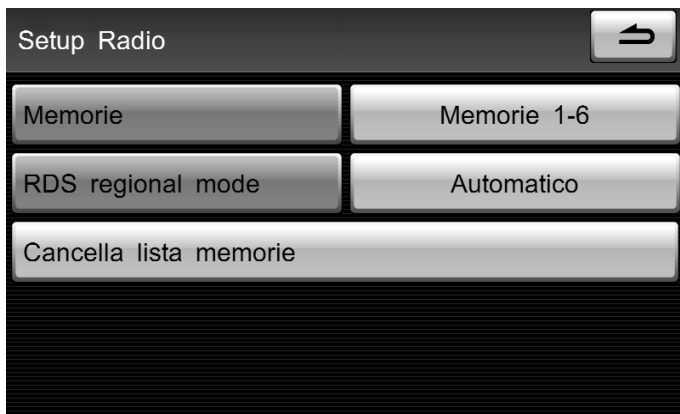 Setup Radio
Memorie
Memorie 1-6
RDS regional mode
Automatico
Cancella lista memorie